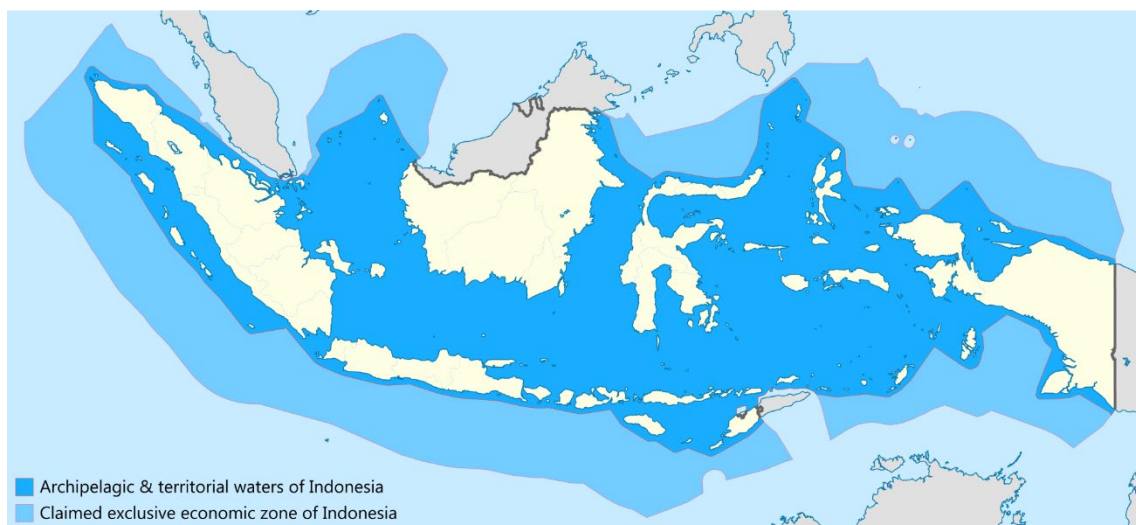 Archipelagic & territorial waters of Indonesia
Claimed exclusive economic zone of Indonesia